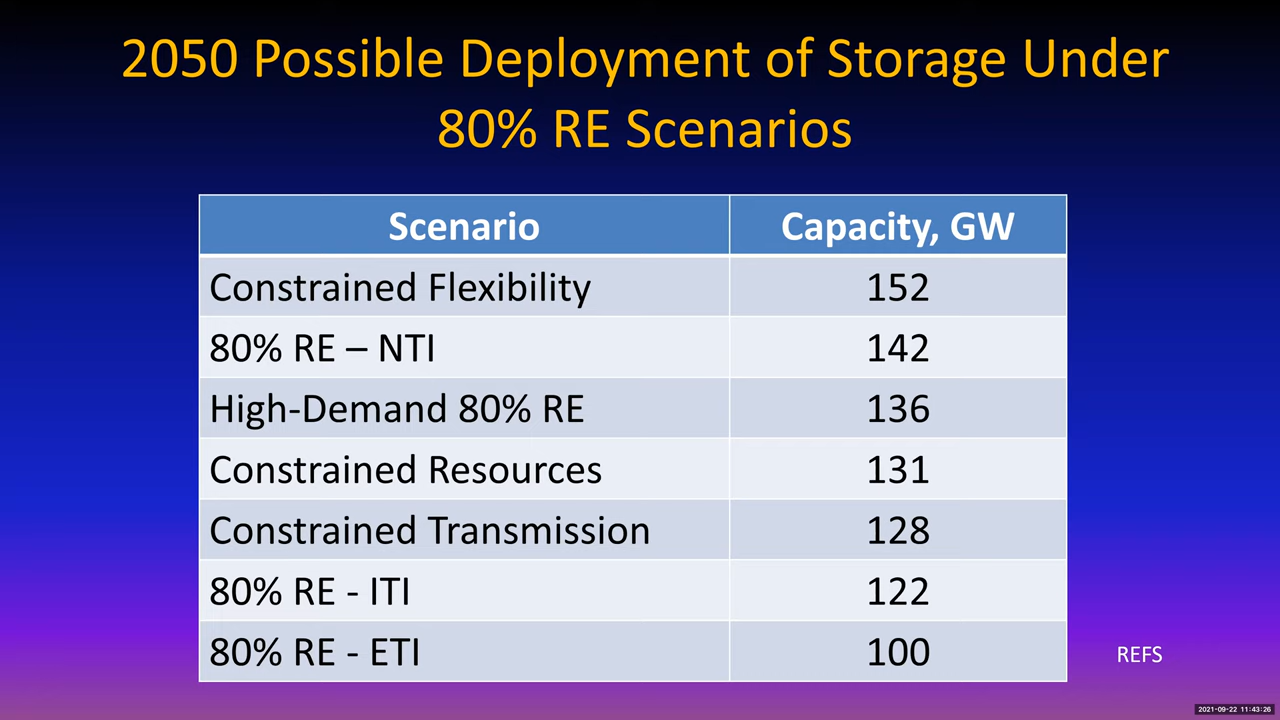 2050 Possible Deployment of Storage Under
80% RE Scenarios
Scenario Capacity, GW
Constrained Flexibility 152
80% RE – NTI 142
High-Demand 80% RE 136
Constrained Resources 131
Constrained Transmission 128
80% RE - ITI 122
80% RE - ETI 100
REFS
2021-09-22 11:43:26